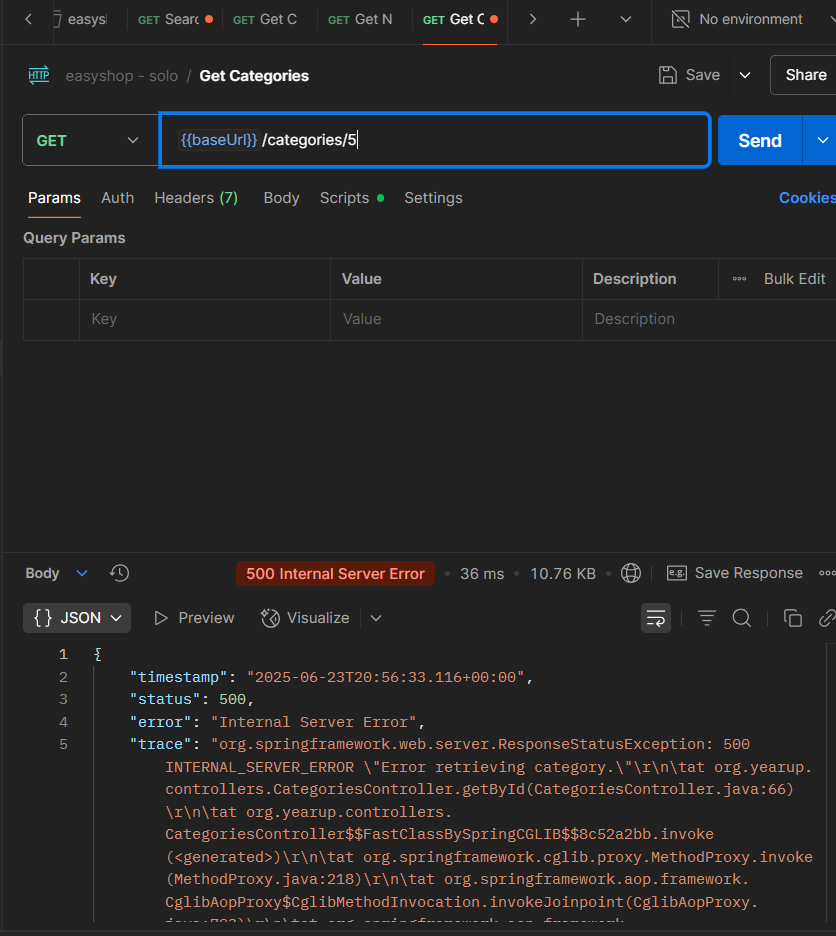 easys
GET Searc
GET Get C
GET Get N
GET Get C
No environment
HTTP
easyshop - solo / Get Categories
Save
Share
GET
{{baseUrl}} /categories/5
Send
Params
Auth
Headers (7)
Body
Scripts
Settings
Cookies
Query Params
Key
Value
Description
Bulk Edit
Key
Value
Description
Body
500 Internal Server Error
36 ms
10.76 KB
e.g.
Save Response
{} JSON
Preview
Visualize
1 {
2 "timestamp": "2025-06-23T20:56:33.116+00:00",
3 "status": 500,
4 "error": "Internal Server Error",
5 "trace": "org.springframework.web.server.ResponseStatusException: 500
INTERNAL_SERVER_ERROR \"Error retrieving category.\"\r\n\tat org.yearup.
controllers.CategoriesController.getById(CategoriesController.java:66)
\r\n\tat org.yearup.controllers.
CategoriesController$$FastClassBySpringCGLIB$$8c52a2bb.invoke
(<generated>)\r\n\tat org.springframework.cglib.proxy.MethodProxy.invoke
(MethodProxy.java:218)\r\n\tat org.springframework.aop.framework.
CglibAopProxy$CglibMethodInvocation.invokeJoinpoint(CglibAopProxy.